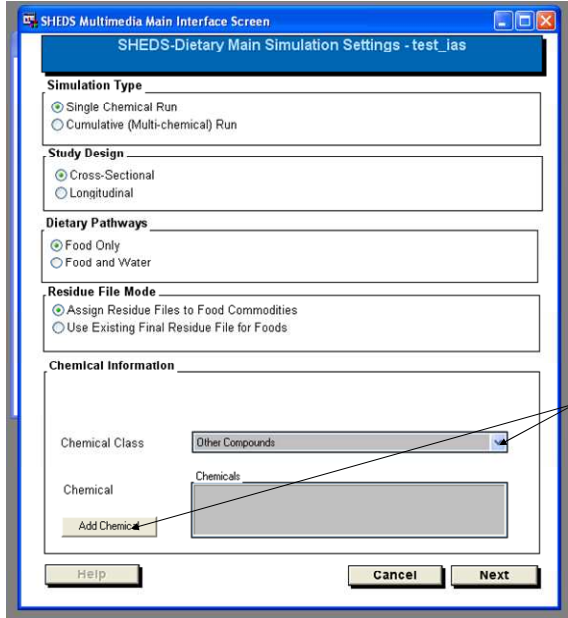 SHEDS Multimedia Main Interface Screen
SHEDS-Dietary Main Simulation Settings - test_ias
Simulation Type
Single Chemical Run
Cumulative (Multi-chemical) Run
Study Design
Cross-Sectional
Longitudinal
Dietary Pathways
Food Only
Food and Water
Residue File Mode
Assign Residue Files to Food Commodities
Use Existing Final Residue File for Foods
Chemical Information
Chemical Class
Other Compounds
Chemicals
Chemical
Add Chemical
Help
Cancel
Next